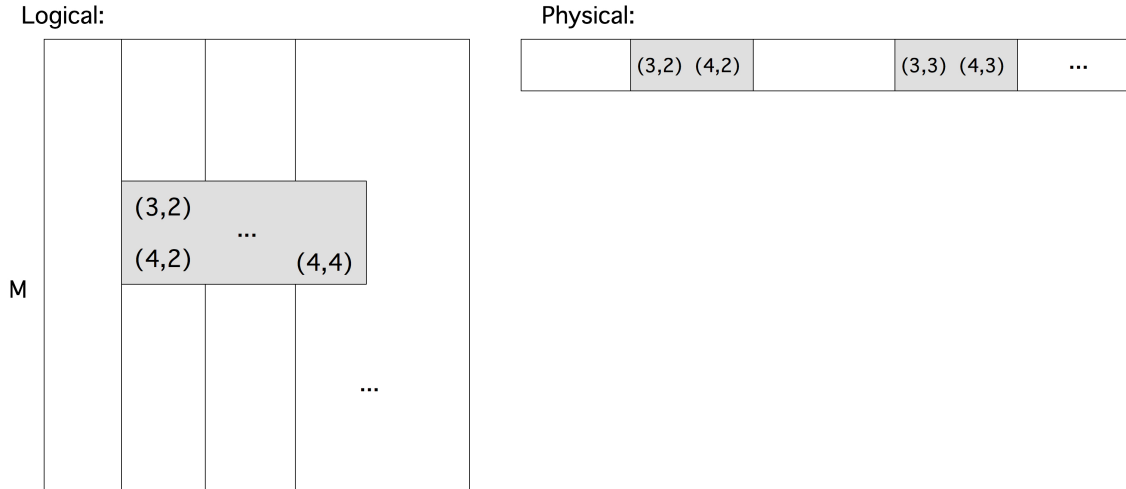 Logical:
Physical:
(3,2) (4,2)
(3,3) (4,3)
...
(3,2)
...
(4,2)
(4,4)
M
...